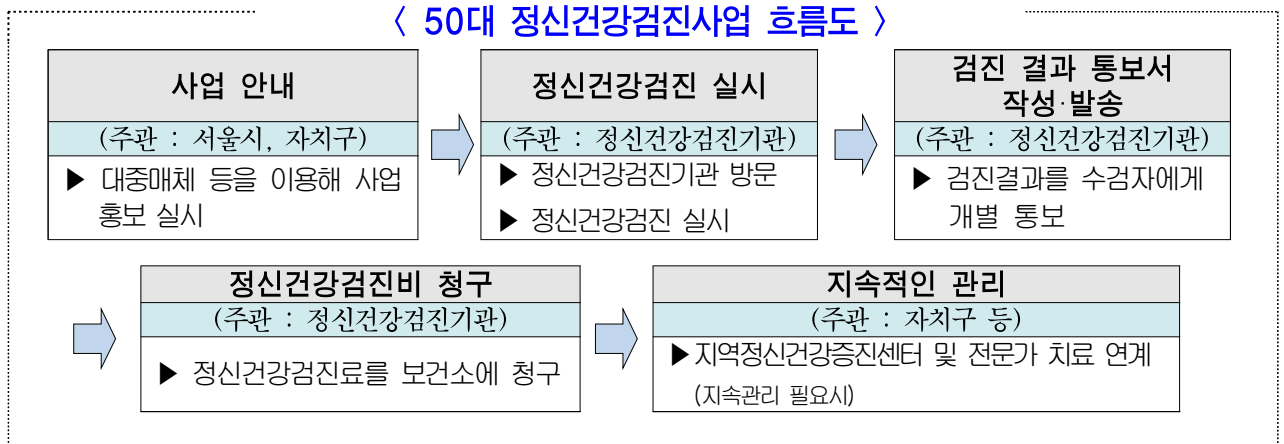 〈 50대 정신건강검진사업 흐름도 〉
사업 안내
(주관 : 서울시, 자치구)
▶ 대중매체 등을 이용해 사업
홍보 실시
정신건강검진 실시
(주관 : 정신건강검진기관)
▶ 정신건강검진기관 방문
▶ 정신건강검진 실시
검진 결과 통보서
작성·발송
(주관 : 정신건강검진기관)
▶ 검진결과를 수검자에게
개별 통보
정신건강검진비 청구
(주관 : 정신건강검진기관)
▶ 정신건강검진료를 보건소에 청구
지속적인 관리
(주관 : 자치구 등)
▶지역정신건강증진센터 및 전문가 치료 연계
(지속관리 필요시)